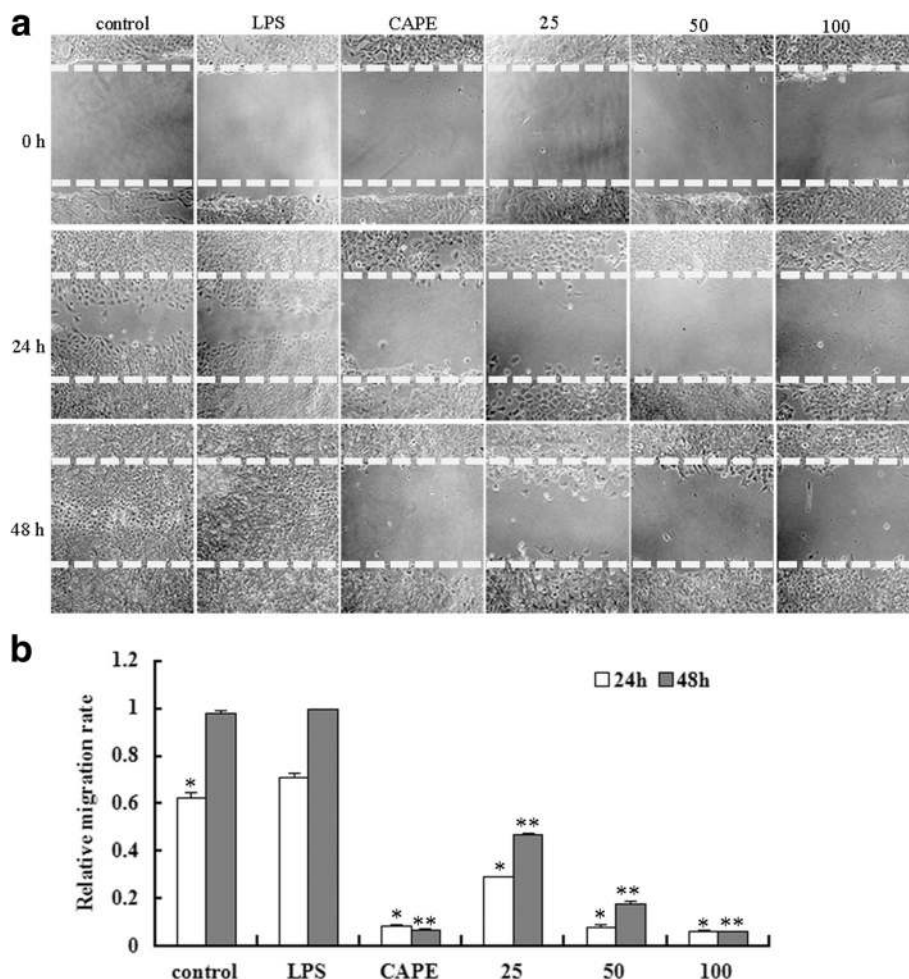 a
control LPS CAPE 25 50 100
0 h
24 h
48 h
b
1.2
1
0.8
0.6
0.4
0.2
0
Relative migration rate
24h 48h
*
* **
* **
* **
* **
control LPS CAPE 25 50 100